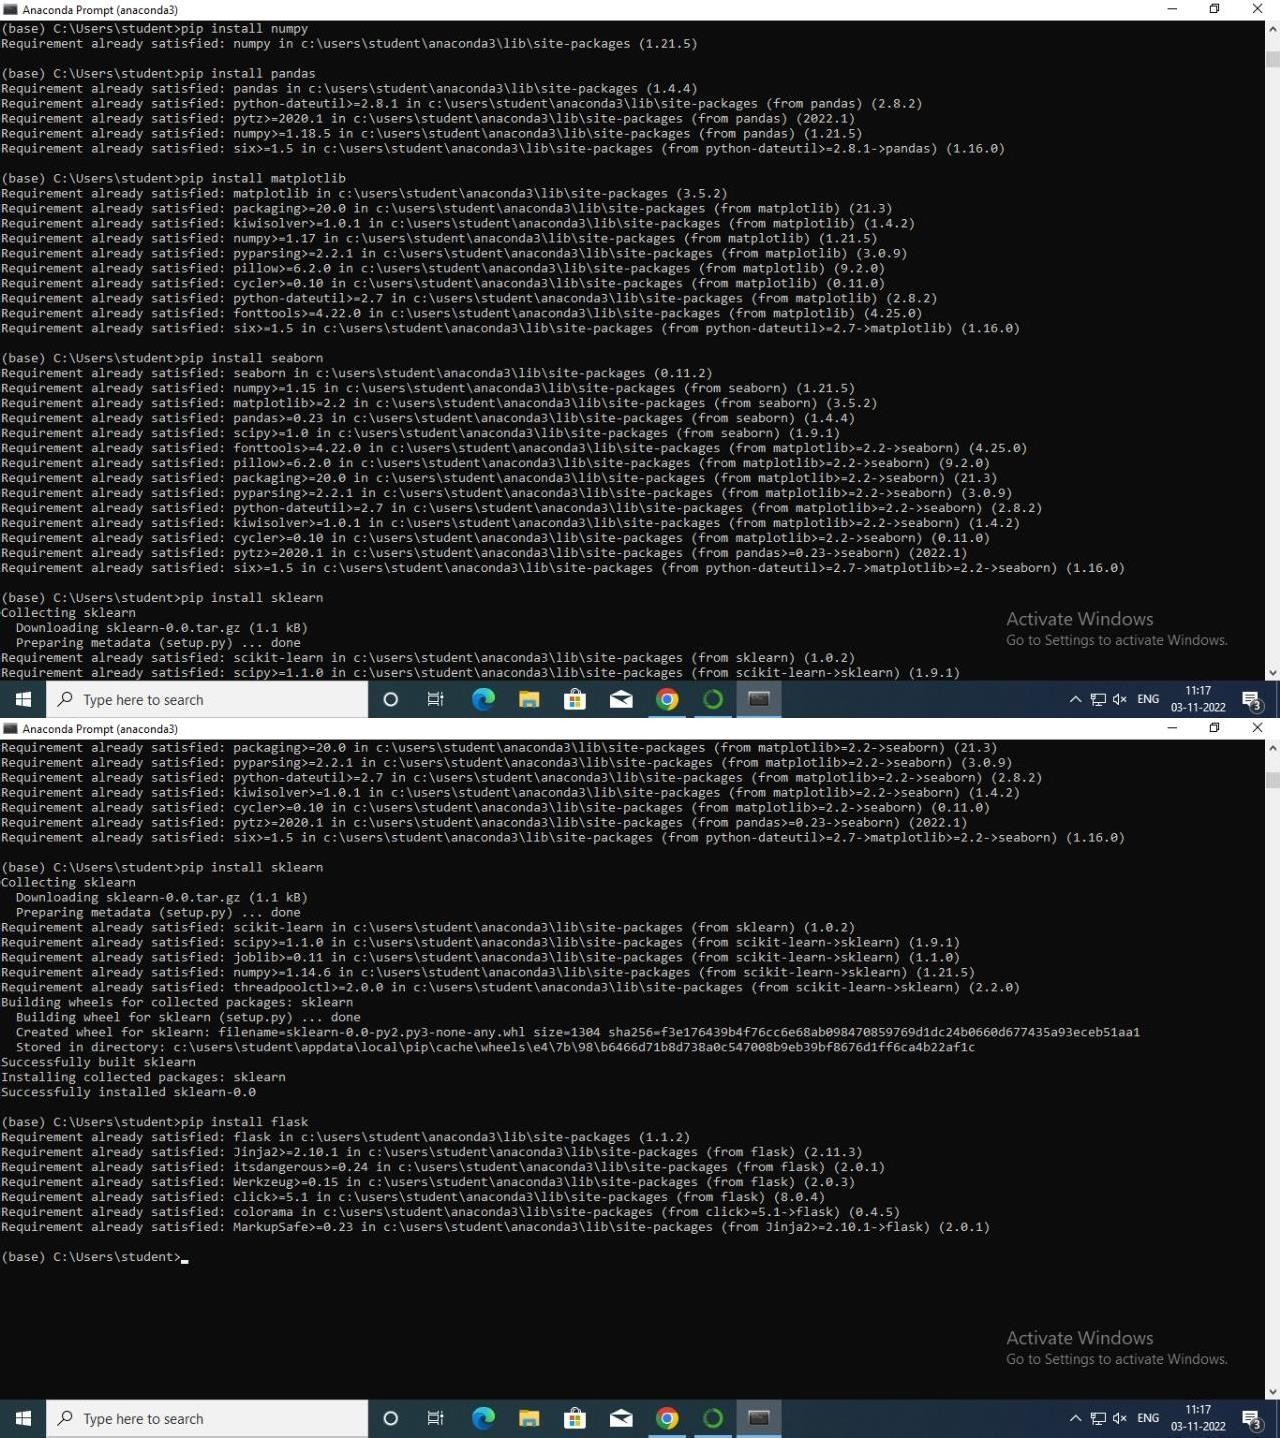 Anaconda Prompt (anaconda3)
(base) C:\Users\student>pip install numpy
Requirement already satisfied: numpy in c:\users\student\anaconda3\lib\site-packages (1.21.5)
(base) C:\Users\student>pip install pandas
Requirement already satisfied: pandas in c:\users\student\anaconda3\lib\site-packages (1.4.4)
Requirement already satisfied: python-dateutil>=2.8.1 in c:\users\student\anaconda3\lib\site-packages (from pandas) (2.8.2)
Requirement already satisfied: pytz>=2020.1 in c:\users\student\anaconda3\lib\site-packages (from pandas) (2022.1)
Requirement already satisfied: numpy>=1.18.5 in c:\users\student\anaconda3\lib\site-packages (from pandas) (1.21.5)
Requirement already satisfied: six>=1.5 in c:\users\student\anaconda3\lib\site-packages (from python-dateutil>=2.8.1->pandas) (1.16.0)
(base) C:\Users\student>pip install matplotlib
Requirement already satisfied: matplotlib in c:\users\student\anaconda3\lib\site-packages (3.5.2)
Requirement already satisfied: packaging>=20.0 in c:\users\student\anaconda3\lib\site-packages (from matplotlib) (21.3)
Requirement already satisfied: kiwisolver>=1.0.1 in c:\users\student\anaconda3\lib\site-packages (from matplotlib) (1.4.2)
Requirement already satisfied: numpy>=1.17 in c:\users\student\anaconda3\lib\site-packages (from matplotlib) (1.21.5)
Requirement already satisfied: pyparsing>=2.2.1 in c:\users\student\anaconda3\lib\site-packages (from matplotlib) (3.0.9)
Requirement already satisfied: pillow>=6.2.0 in c:\users\student\anaconda3\lib\site-packages (from matplotlib) (9.2.0)
Requirement already satisfied: cycler>=0.10 in c:\users\student\anaconda3\lib\site-packages (from matplotlib) (0.11.0)
Requirement already satisfied: python-dateutil>=2.7 in c:\users\student\anaconda3\lib\site-packages (from matplotlib) (2.8.2)
Requirement already satisfied: fonttools>=4.22.0 in c:\users\student\anaconda3\lib\site-packages (from matplotlib) (4.25.0)
Requirement already satisfied: six>=1.5 in c:\users\student\anaconda3\lib\site-packages (from python-dateutil>=2.7->matplotlib) (1.16.0)
(base) C:\Users\student>pip install seaborn
Requirement already satisfied: seaborn in c:\users\student\anaconda3\lib\site-packages (0.11.2)
Requirement already satisfied: numpy>=1.15 in c:\users\student\anaconda3\lib\site-packages (from seaborn) (1.21.5)
Requirement already satisfied: matplotlib>=2.2 in c:\users\student\anaconda3\lib\site-packages (from seaborn) (3.5.2)
Requirement already satisfied: pandas>=0.23 in c:\users\student\anaconda3\lib\site-packages (from seaborn) (1.4.4)
Requirement already satisfied: scipy>=1.0 in c:\users\student\anaconda3\lib\site-packages (from seaborn) (1.9.1)
Requirement already satisfied: fonttools>=4.22.0 in c:\users\student\anaconda3\lib\site-packages (from matplotlib>=2.2->seaborn) (4.25.0)
Requirement already satisfied: pillow>=6.2.0 in c:\users\student\anaconda3\lib\site-packages (from matplotlib>=2.2->seaborn) (9.2.0)
Requirement already satisfied: packaging>=20.0 in c:\users\student\anaconda3\lib\site-packages (from matplotlib>=2.2->seaborn) (21.3)
Requirement already satisfied: pyparsing>=2.2.1 in c:\users\student\anaconda3\lib\site-packages (from matplotlib>=2.2->seaborn) (3.0.9)
Requirement already satisfied: python-dateutil>=2.7 in c:\users\student\anaconda3\lib\site-packages (from matplotlib>=2.2->seaborn) (2.8.2)
Requirement already satisfied: kiwisolver>=1.0.1 in c:\users\student\anaconda3\lib\site-packages (from matplotlib>=2.2->seaborn) (1.4.2)
Requirement already satisfied: cycler>=0.10 in c:\users\student\anaconda3\lib\site-packages (from matplotlib>=2.2->seaborn) (0.11.0)
Requirement already satisfied: pytz>=2020.1 in c:\users\student\anaconda3\lib\site-packages (from pandas>=0.23->seaborn) (2022.1)
Requirement already satisfied: six>=1.5 in c:\users\student\anaconda3\lib\site-packages (from python-dateutil>=2.7->matplotlib>=2.2->seaborn) (1.16.0)
(base) C:\Users\student>pip install sklearn
Collecting sklearn
Downloading sklearn-0.0.tar.gz (1.1 kB)
Preparing metadata (setup.py) ... done
Requirement already satisfied: scikit-learn in c:\users\student\anaconda3\lib\site-packages (from sklearn) (1.0.2)
Requirement already satisfied: scipy>=1.1.0 in c:\users\student\anaconda3\lib\site-packages (from scikit-learn->sklearn) (1.9.1)
Activate Windows
Go to Settings to activate Windows.
Type here to search
ENG
11:17
03-11-2022
3
Anaconda Prompt (anaconda3)
Requirement already satisfied: packaging>=20.0 in c:\users\student\anaconda3\lib\site-packages (from matplotlib>=2.2->seaborn) (21.3)
Requirement already satisfied: pyparsing>=2.2.1 in c:\users\student\anaconda3\lib\site-packages (from matplotlib>=2.2->seaborn) (3.0.9)
Requirement already satisfied: python-dateutil>=2.7 in c:\users\student\anaconda3\lib\site-packages (from matplotlib>=2.2->seaborn) (2.8.2)
Requirement already satisfied: kiwisolver>=1.0.1 in c:\users\student\anaconda3\lib\site-packages (from matplotlib>=2.2->seaborn) (1.4.2)
Requirement already satisfied: cycler>=0.10 in c:\users\student\anaconda3\lib\site-packages (from matplotlib>=2.2->seaborn) (0.11.0)
Requirement already satisfied: pytz>=2020.1 in c:\users\student\anaconda3\lib\site-packages (from pandas>=0.23->seaborn) (2022.1)
Requirement already satisfied: six>=1.5 in c:\users\student\anaconda3\lib\site-packages (from python-dateutil>=2.7->matplotlib>=2.2->seaborn) (1.16.0)
(base) C:\Users\student>pip install sklearn
Collecting sklearn
Downloading sklearn-0.0.tar.gz (1.1 kB)
Preparing metadata (setup.py) ... done
Requirement already satisfied: scikit-learn in c:\users\student\anaconda3\lib\site-packages (from sklearn) (1.0.2)
Requirement already satisfied: scipy>=1.1.0 in c:\users\student\anaconda3\lib\site-packages (from scikit-learn->sklearn) (1.9.1)
Requirement already satisfied: joblib>=0.11 in c:\users\student\anaconda3\lib\site-packages (from scikit-learn->sklearn) (1.1.0)
Requirement already satisfied: numpy>=1.14.6 in c:\users\student\anaconda3\lib\site-packages (from scikit-learn->sklearn) (1.21.5)
Requirement already satisfied: threadpoolctl>=2.0.0 in c:\users\student\anaconda3\lib\site-packages (from scikit-learn->sklearn) (2.2.0)
Building wheels for collected packages: sklearn
Building wheel for sklearn (setup.py) ... done
Created wheel for sklearn: filename=sklearn-0.0-py2.py3-none-any.whl size=1304 sha256=f3e176439b4f76cc6e68ab098470859769d1dc24b0660d677435a93eceb51aa1
Stored in directory: c:\users\student\appdata\local\pip\cache\wheels\e4\7b\98\b6466d71b8d738a0c547008b9eb39bf8676d1ff6ca4b22af1c
Successfully built sklearn
Installing collected packages: sklearn
Successfully installed sklearn-0.0
(base) C:\Users\student>pip install flask
Requirement already satisfied: flask in c:\users\student\anaconda3\lib\site-packages (1.1.2)
Requirement already satisfied: Jinja2>=2.10.1 in c:\users\student\anaconda3\lib\site-packages (from flask) (2.11.3)
Requirement already satisfied: itsdangerous>=0.24 in c:\users\student\anaconda3\lib\site-packages (from flask) (2.0.1)
Requirement already satisfied: Werkzeug>=0.15 in c:\users\student\anaconda3\lib\site-packages (from flask) (2.0.3)
Requirement already satisfied: click>=5.1 in c:\users\student\anaconda3\lib\site-packages (from flask) (8.0.4)
Requirement already satisfied: colorama in c:\users\student\anaconda3\lib\site-packages (from click>=5.1->flask) (0.4.5)
Requirement already satisfied: MarkupSafe>=0.23 in c:\users\student\anaconda3\lib\site-packages (from Jinja2>=2.10.1->flask) (2.0.1)
(base) C:\Users\student>
Activate Windows
Go to Settings to activate Windows.
Type here to search
ENG
11:17
03-11-2022
3